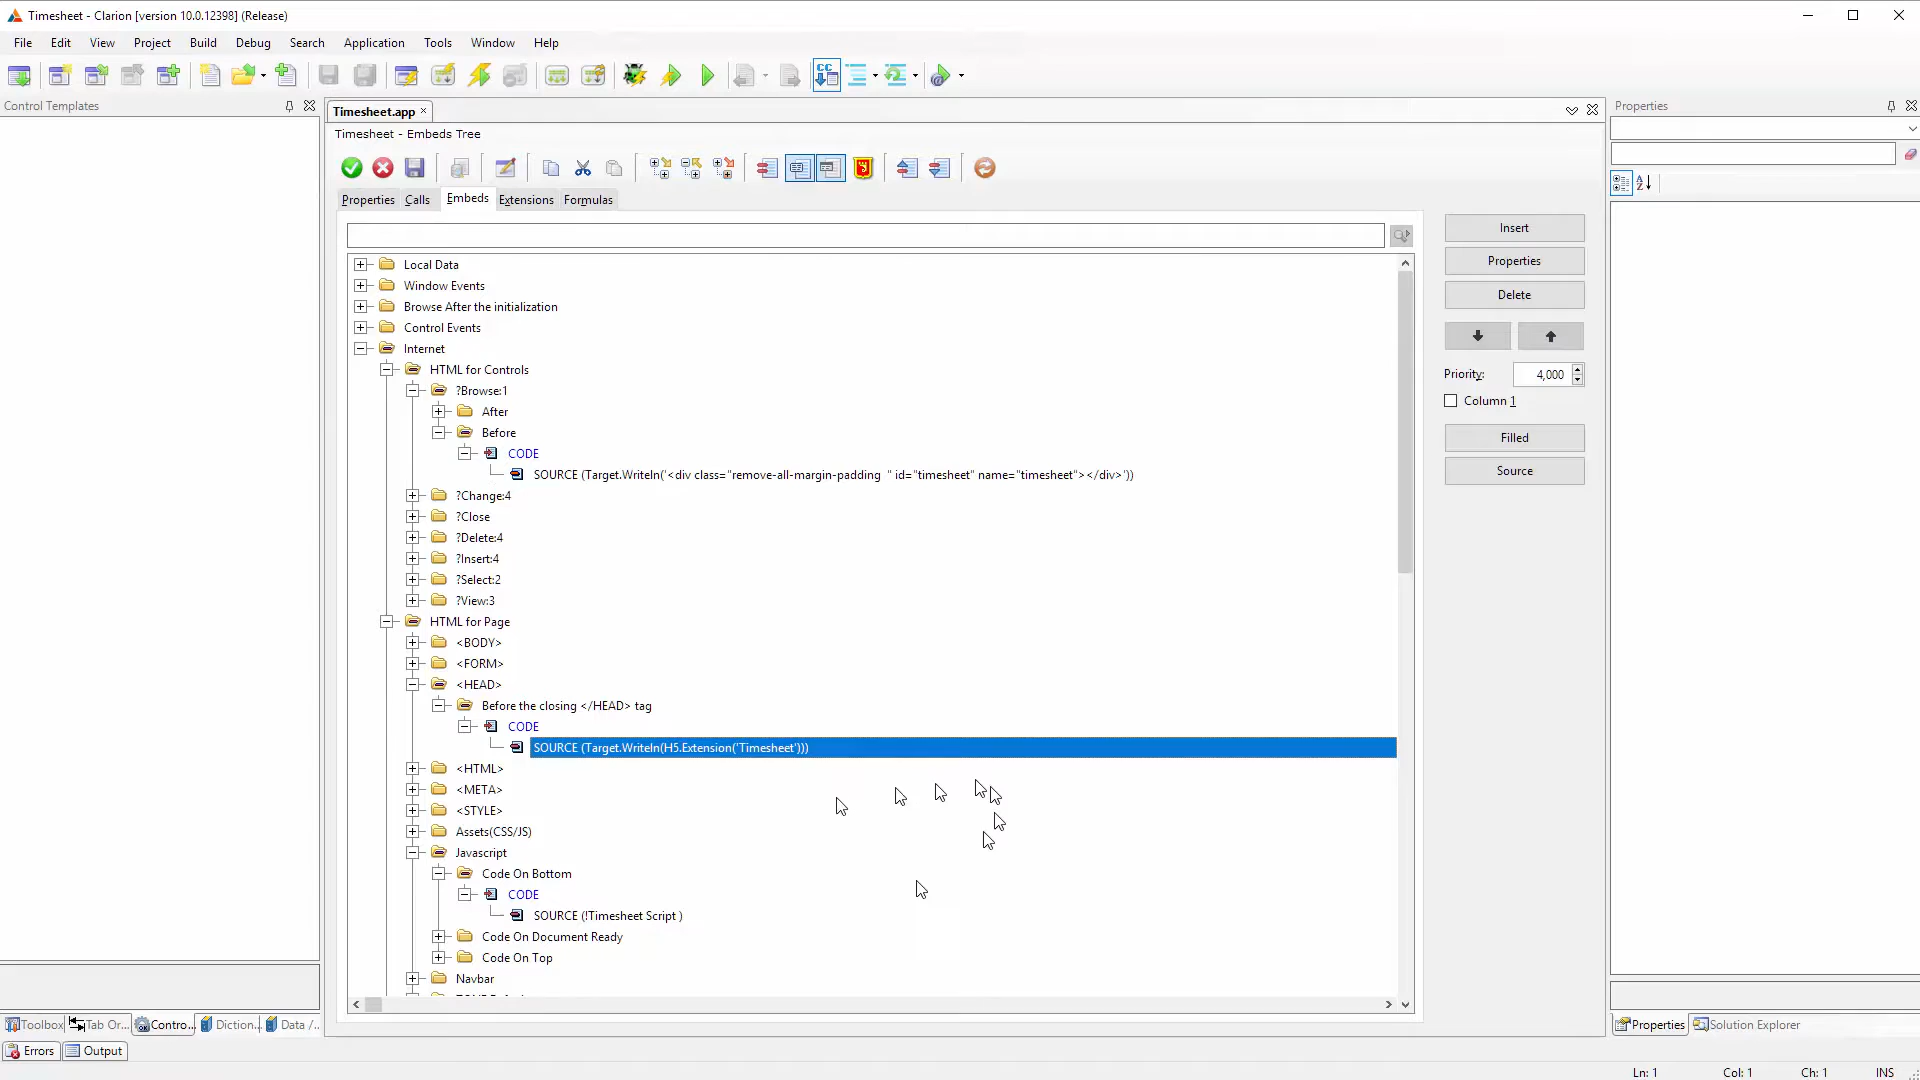 Timesheet - Clarion [version 10.0.12398] (Release)
File Edit View Project Build Debug Search Application Tools Window Help
Control Templates
Timesheet.app
Properties
Timesheet - Embeds Tree
Properties Calls Embeds Extensions Formulas
Local Data
Window Events
Browse After the initialization
Control Events
Internet
HTML for Controls
?Browse:1
After
Before
CODE
SOURCE (Target.Writeln('<div class="remove-all-margin-padding " id="timesheet" name="timesheet"></div>'))
?Change:4
?Close
?Delete:4
?Insert:4
?Select:2
?View:3
HTML for Page
<BODY>
<FORM>
<HEAD>
Before the closing </HEAD> tag
CODE
SOURCE (Target.Writeln(H5.Extension('Timesheet')))
<HTML>
<META>
<STYLE>
Assets(CSS/JS)
Javascript
Code On Bottom
CODE
SOURCE (!Timesheet Script )
Code On Document Ready
Code On Top
Navbar
Insert
Properties
Delete
Priority: 4,000
Column 1
Filled
Source
Toolbox Tab Or... Contro... Diction... Data /...
Properties Solution Explorer
Errors Output
Ln: 1 Col: 1 Ch: 1 INS